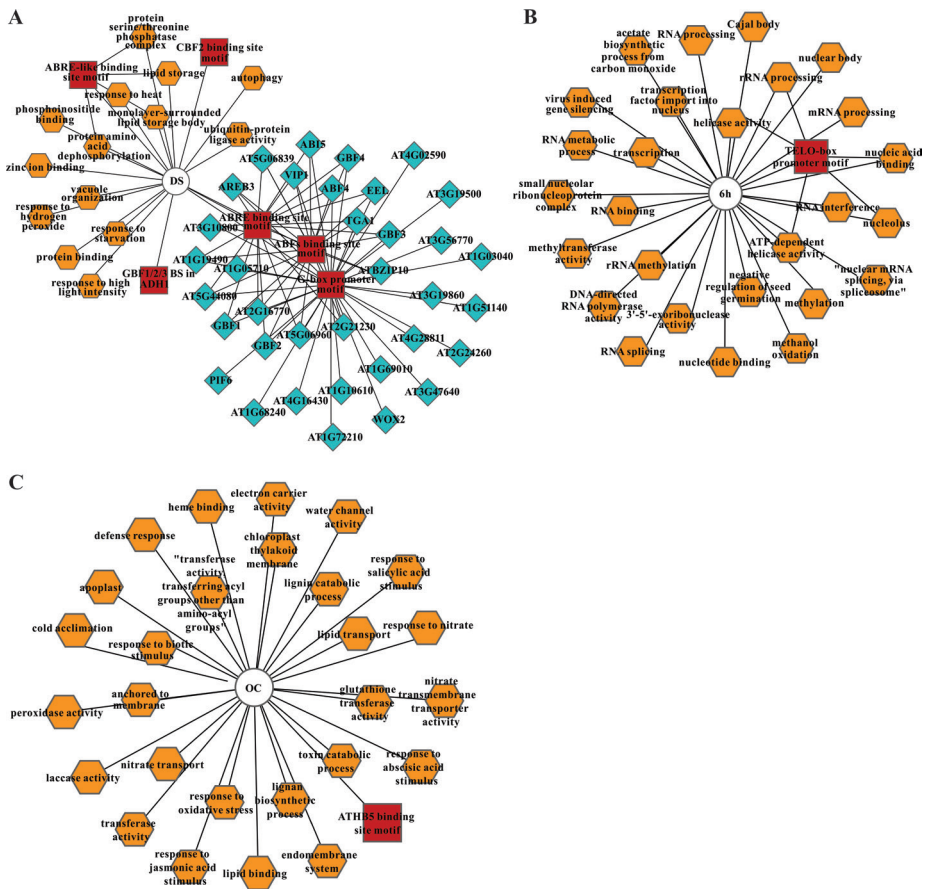 A
protein
serine/threonine
phosphatase
complex
CBF2 binding site
motif
ABRE-like binding
site motif
lipid storage
autophagy
response to heat
monolayer-surrounded
lipid storage body
phosphoinositide
binding
ubiquitin-protein
ligase activity
protein amino
acid
dephosphorylation
zinc ion binding
DS
vacuole
organization
response to
hydrogen
peroxide
response to
starvation
protein binding
response to high
light intensity
GBF1/2/3 BS in
ADH1
ABI5
AT5G06839
GBF4
AT4G02590
VIP1
AREB3
ABF4
EEL
AT3G19500
ABRE binding site
motif
TGA1
AT3G10800
GBF3
ABFs binding site
motif
AT3G56770
AT1G19490
AT1G05710
ATBZIP10
AT1G03040
G-box promoter
motif
AT5G44080
AT3G19860
AT2G16770
AT1G51140
GBF1
AT2G21230
AT5G06960
AT4G28811
GBF2
AT2G24260
AT1G69010
PIF6
AT1G10610
AT3G47640
AT4G16430
AT1G68240
WOX2
AT1G72210
B
Cajal body
RNA processing
acetate
biosynthetic
process from
carbon monoxide
nuclear body
rRNA processing
transcription
factor import into
nucleus
virus induced
gene silencing
helicase activity
mRNA processing
RNA metabolic
process
transcription
TELO-box
promoter motif
nucleic acid
binding
small nucleolar
ribonucleoprotein
complex
6h
RNA binding
RNA interference
nucleolus
methyltransferase
activity
ATP-dependent
helicase activity
rRNA methylation
"nuclear mRNA
splicing, via
spliceosome"
negative
regulation of seed
germination
methylation
DNA-directed
RNA polymerase
activity
3'-5'-exoribonuclease
activity
RNA splicing
nucleotide binding
methanol
oxidation
C
electron carrier
activity
heme binding
water channel
activity
defense response
chloroplast
thylakoid
membrane
"transferase
activity
transferring acyl
groups other than
amino-acyl
groups"
response to
salicylic acid
stimulus
apoplast
lignin catabolic
process
cold acclimation
lipid transport
response to nitrate
response to biotic
stimulus
OC
anchored to
membrane
glutathione
transferase
activity
nitrate
transmembrane
transporter
activity
peroxidase activity
toxin catabolic
process
response to
abscisic acid
stimulus
laccase activity
nitrate transport
response to
oxidative stress
lignan
biosynthetic
process
ATHB5 binding
site motif
transferase
activity
response to
jasmonic acid
stimulus
lipid binding
endomembrane
system